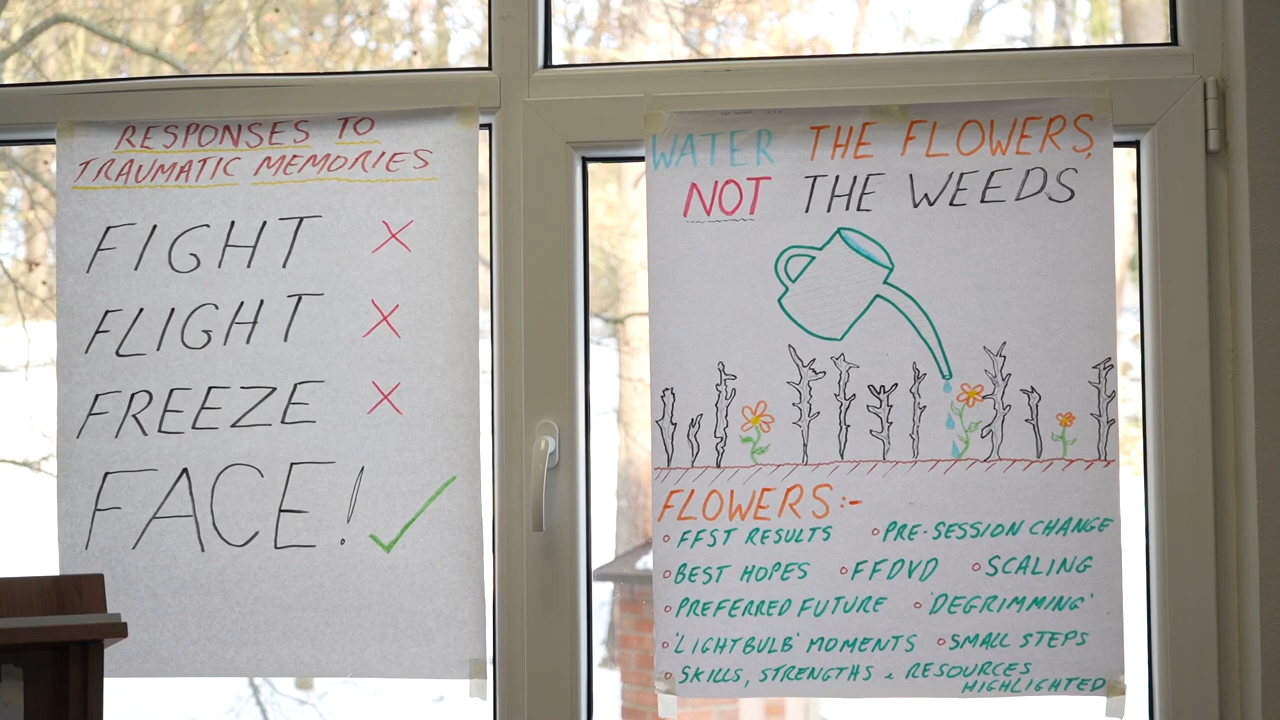 RESPONSES TO
TRAUMATIC MEMORIES
FIGHT ×
FLIGHT ×
FREEZE ×
FACE! ✓
WATER THE FLOWERS,
NOT THE WEEDS
FLOWERS:-
◦ FFST RESULTS ◦ PRE-SESSION CHANGE
◦ BEST HOPES ◦ FFDVD ◦ SCALING
◦ PREFERRED FUTURE ◦ 'DEGRIMMING'
◦ 'LIGHTBULB' MOMENTS ◦ SMALL STEPS
◦ SKILLS, STRENGTHS & RESOURCES
HIGHLIGHTED